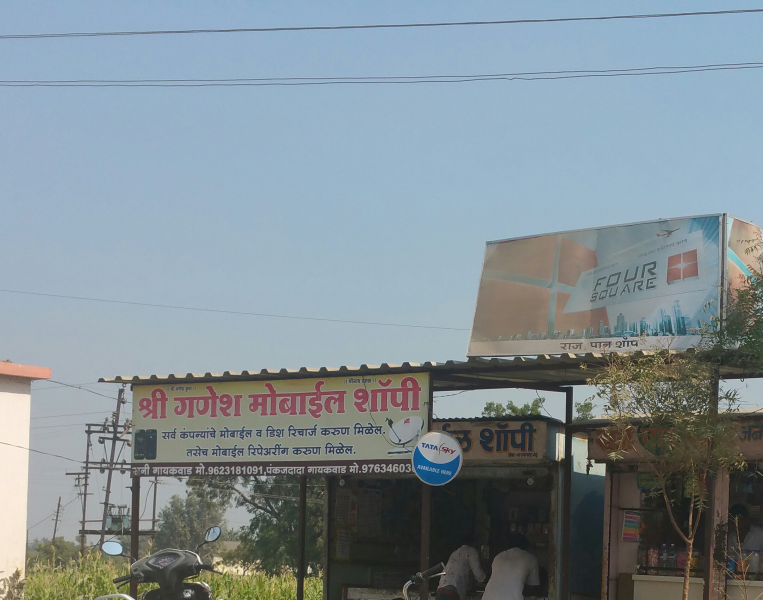 FOUR
SQUARE
राज पान शॉप
श्री गणेश मोबाईल शॉपी
सर्व कंपन्यांचे मोबाईल व डिश रिचार्ज करुण मिळेल.
तसेच मोबाईल रिपेअरींग करुण मिळेल.
गायकवाड मो.9623181091,पंकजदादा गायकवाड मो.9763460
TATA sky
AVAILABLE HERE
शॉपी